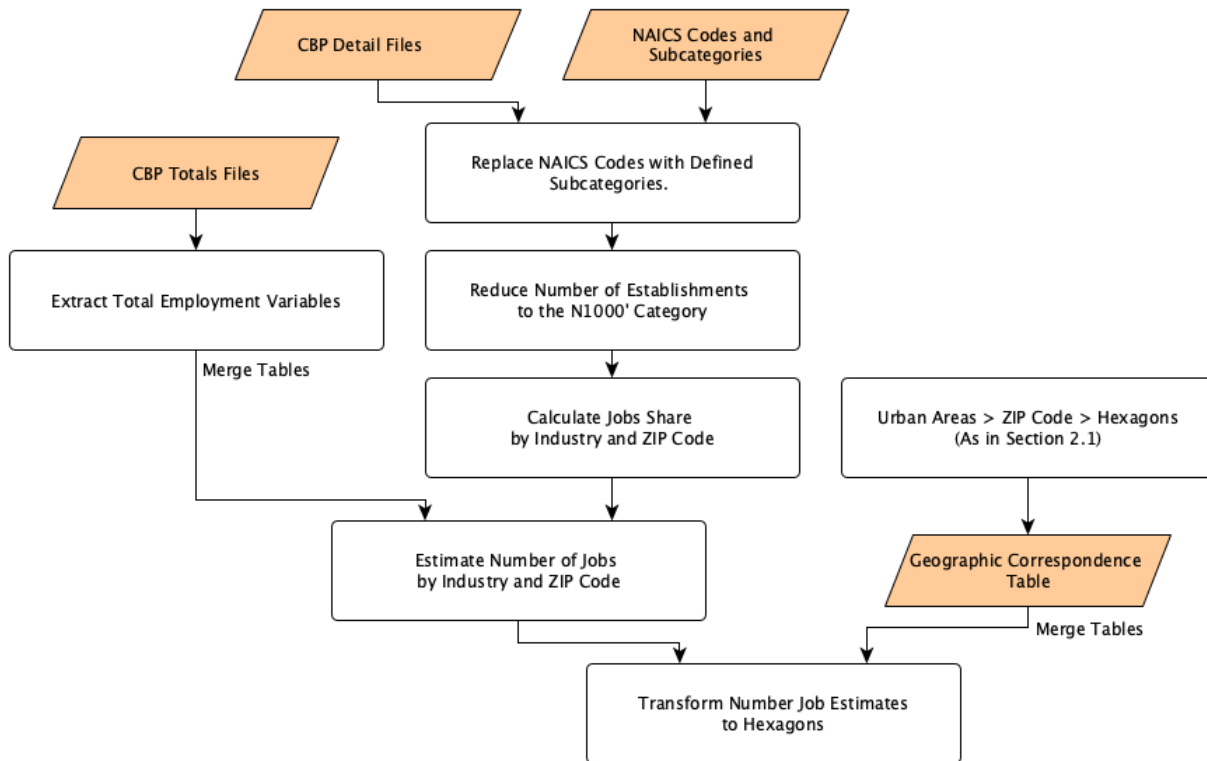 CBP Detail Files
NAICS Codes and
Subcategories
CBP Totals Files
Replace NAICS Codes with Defined
Subcategories.
Extract Total Employment Variables
Reduce Number of Establishments
to the N1000' Category
Merge Tables
Calculate Jobs Share
by Industry and ZIP Code
Urban Areas > ZIP Code > Hexagons
(As in Section 2.1)
Estimate Number of Jobs
by Industry and ZIP Code
Geographic Correspondence
Table
Merge Tables
Transform Number Job Estimates
to Hexagons